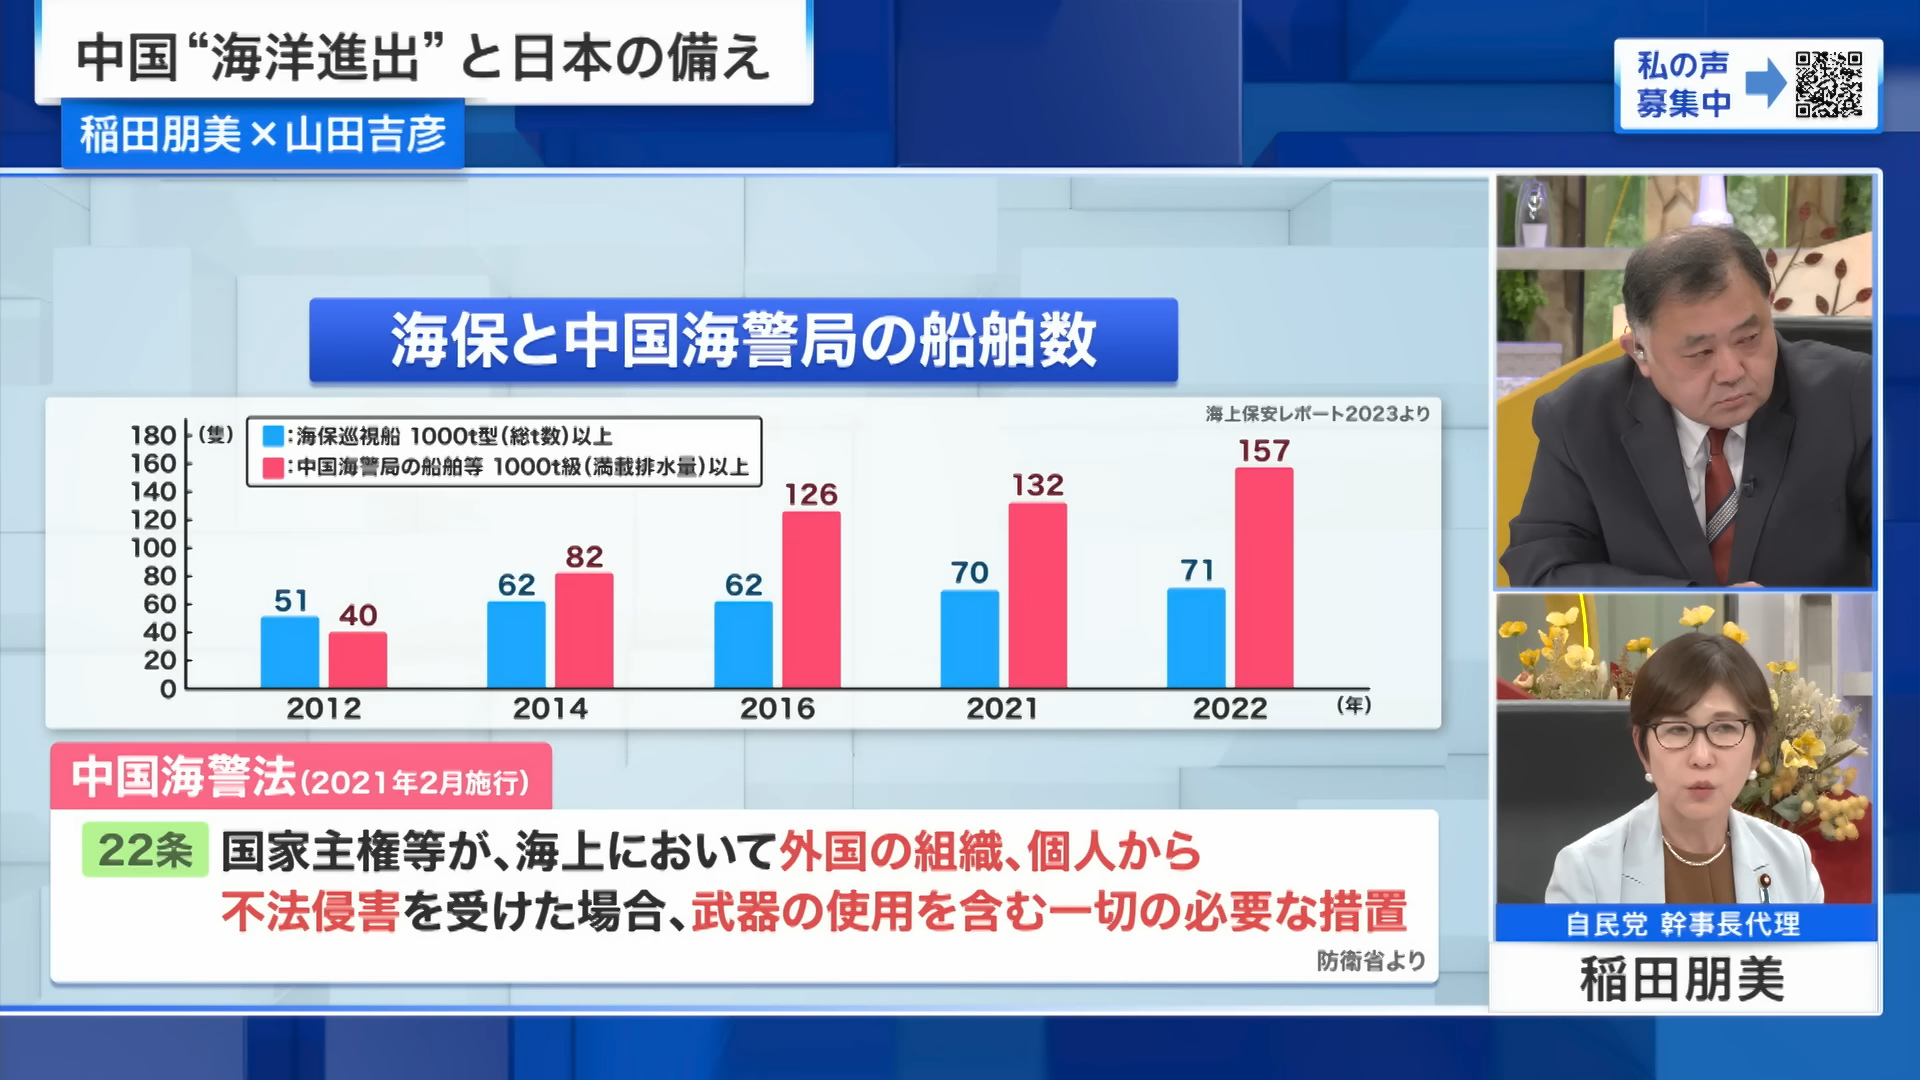 中国“海洋進出”と日本の備え
稲田朋美×山田吉彦
私の声
募集中
海保と中国海警局の船舶数
海上保安レポート2023より
180
(隻)
:海保巡視船 1000t型(総t数)以上
:中国海警局の船舶等 1000t級(満載排水量)以上
160
140
120
100
80
60
40
20
0
51
40
62
82
62
126
70
132
71
157
2012
2014
2016
2021
2022
(年)
中国海警法(2021年2月施行)
22条
国家主権等が、海上において外国の組織、個人から
不法侵害を受けた場合、武器の使用を含む一切の必要な措置
防衛省より
自民党 幹事長代理
稲田朋美